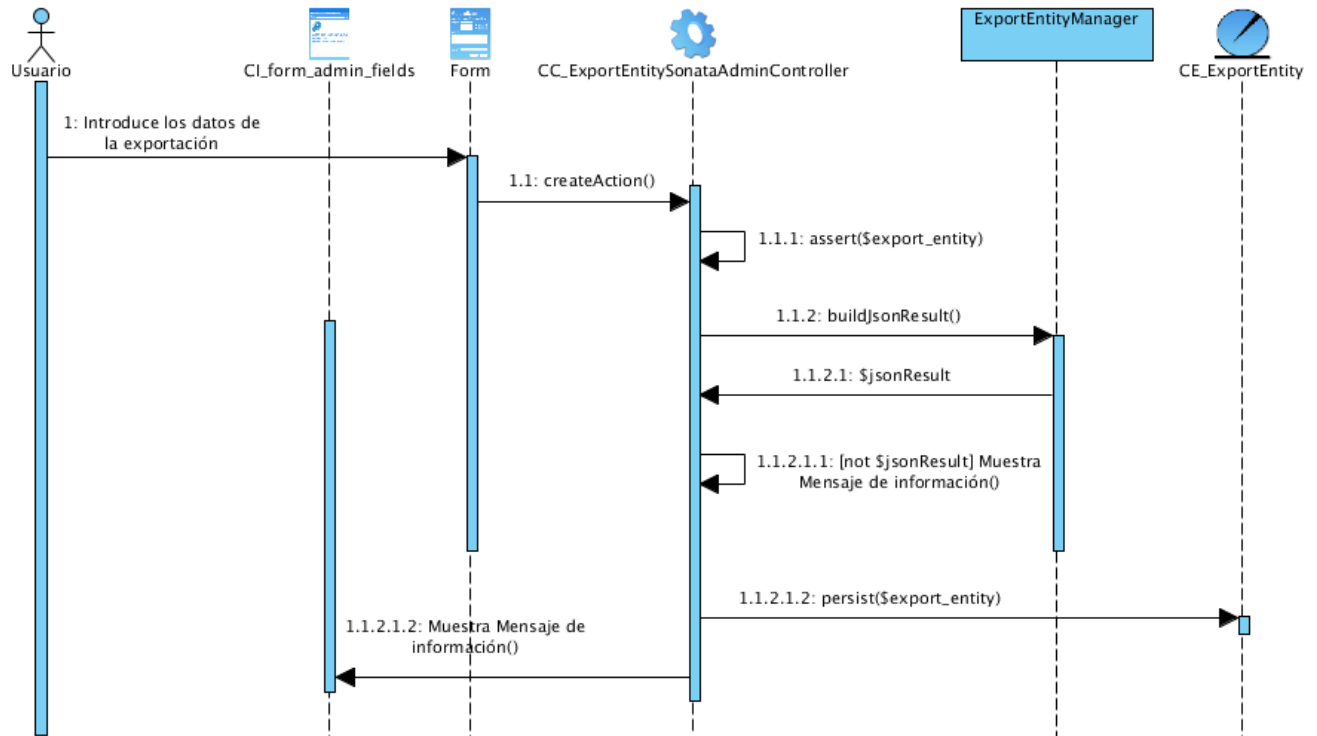 ExportEntityManager
Usuario
CI_form_admin_fields
Form
CC_ExportEntitySonataAdminController
CE_ExportEntity
1: Introduce los datos de
la exportación
1.1: createAction()
1.1.1: assert($export_entity)
1.1.2: buildJsonResult()
1.1.2.1: $jsonResult
1.1.2.1.1: [not $jsonResult] Muestra
Mensaje de información()
1.1.2.1.2: persist($export_entity)
1.1.2.1.2: Muestra Mensaje de
información()